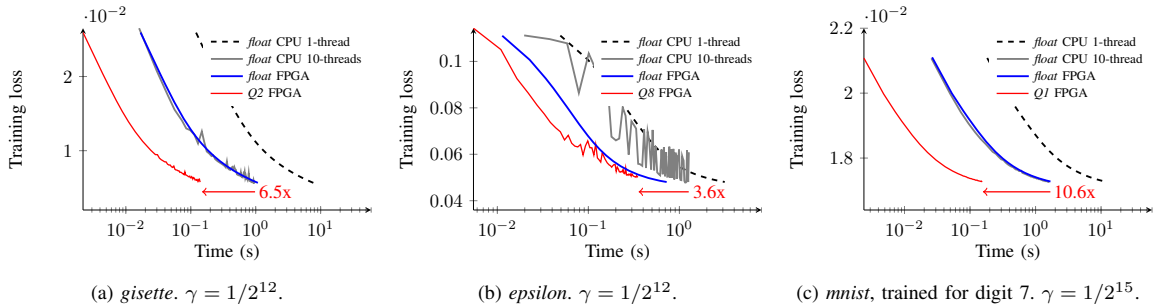 ·10⁻²
2
1
Training loss
10⁻² 10⁻¹ 10⁰ 10¹
Time (s)
float CPU 1-thread
float CPU 10-threads
float FPGA
Q2 FPGA
6.5x
(a) gisette. γ = 1/2¹².
0.1
0.08
0.06
0.04
Training loss
10⁻² 10⁻¹ 10⁰
Time (s)
float CPU 1-thread
float CPU 10-threads
float FPGA
Q8 FPGA
3.6x
(b) epsilon. γ = 1/2¹².
·10⁻²
2.2
2
1.8
Training loss
10⁻² 10⁻¹ 10⁰ 10¹
Time (s)
float CPU 1-thread
float CPU 10-thread
float FPGA
Q1 FPGA
10.6x
(c) mnist, trained for digit 7. γ = 1/2¹⁵.